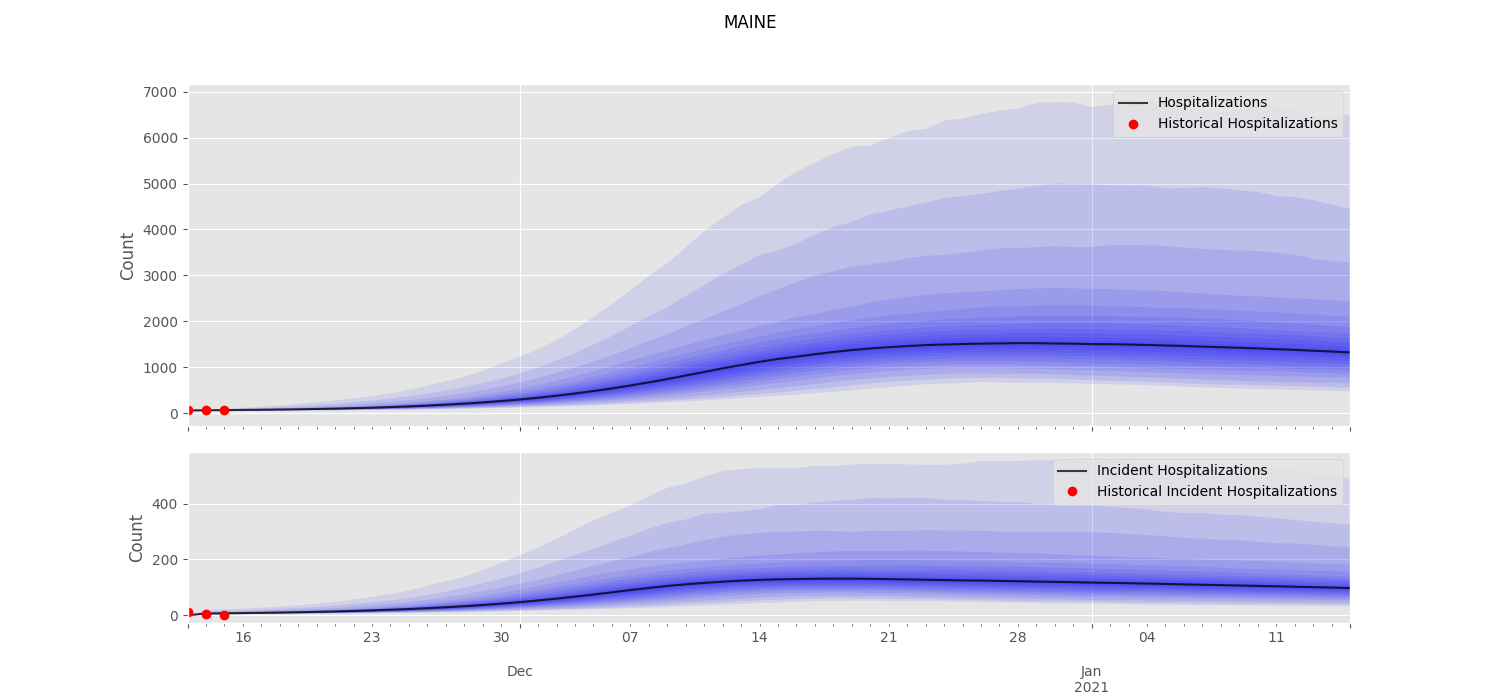 MAINE
7000
6000
5000
4000
3000
2000
1000
0
Count
Hospitalizations
Historical Hospitalizations
400
200
0
Count
Incident Hospitalizations
Historical Incident Hospitalizations
16 23 30 07 14 21 28 04 11
Dec Jan
2021